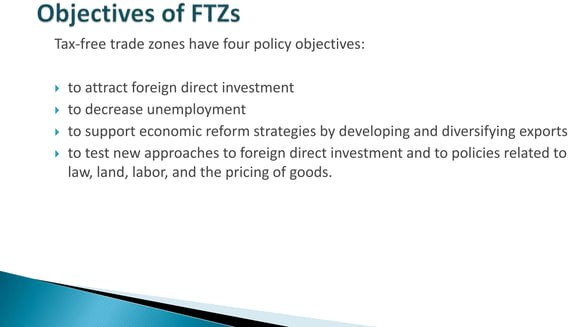 Objectives of FTZs
Tax-free trade zones have four policy objectives:
to attract foreign direct investment
to decrease unemployment
to support economic reform strategies by developing and diversifying exports
to test new approaches to foreign direct investment and to policies related to
law, land, labor, and the pricing of goods.